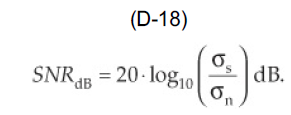 (D-18)
SNR_dB = 20 · log₁₀(σₛ / σₙ) dB.